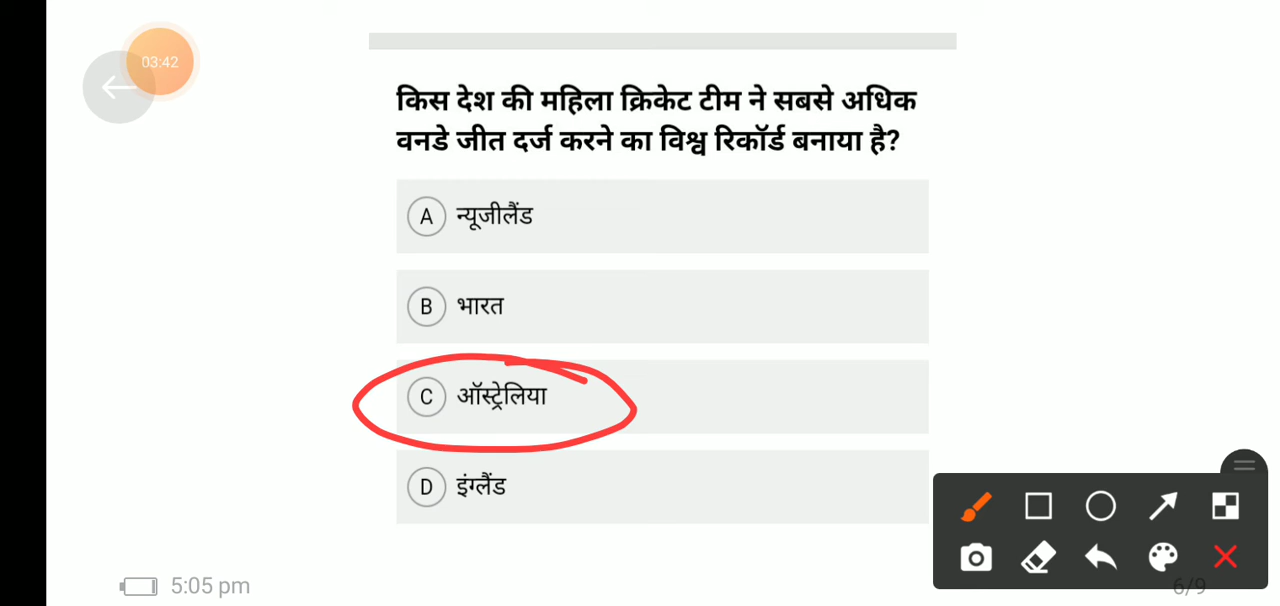 03:42
किस देश की महिला क्रिकेट टीम ने सबसे अधिक
वनडे जीत दर्ज करने का विश्व रिकॉर्ड बनाया है?
A न्यूजीलैंड
B भारत
C ऑस्ट्रेलिया
D इंग्लैंड
5:05 pm
6/9